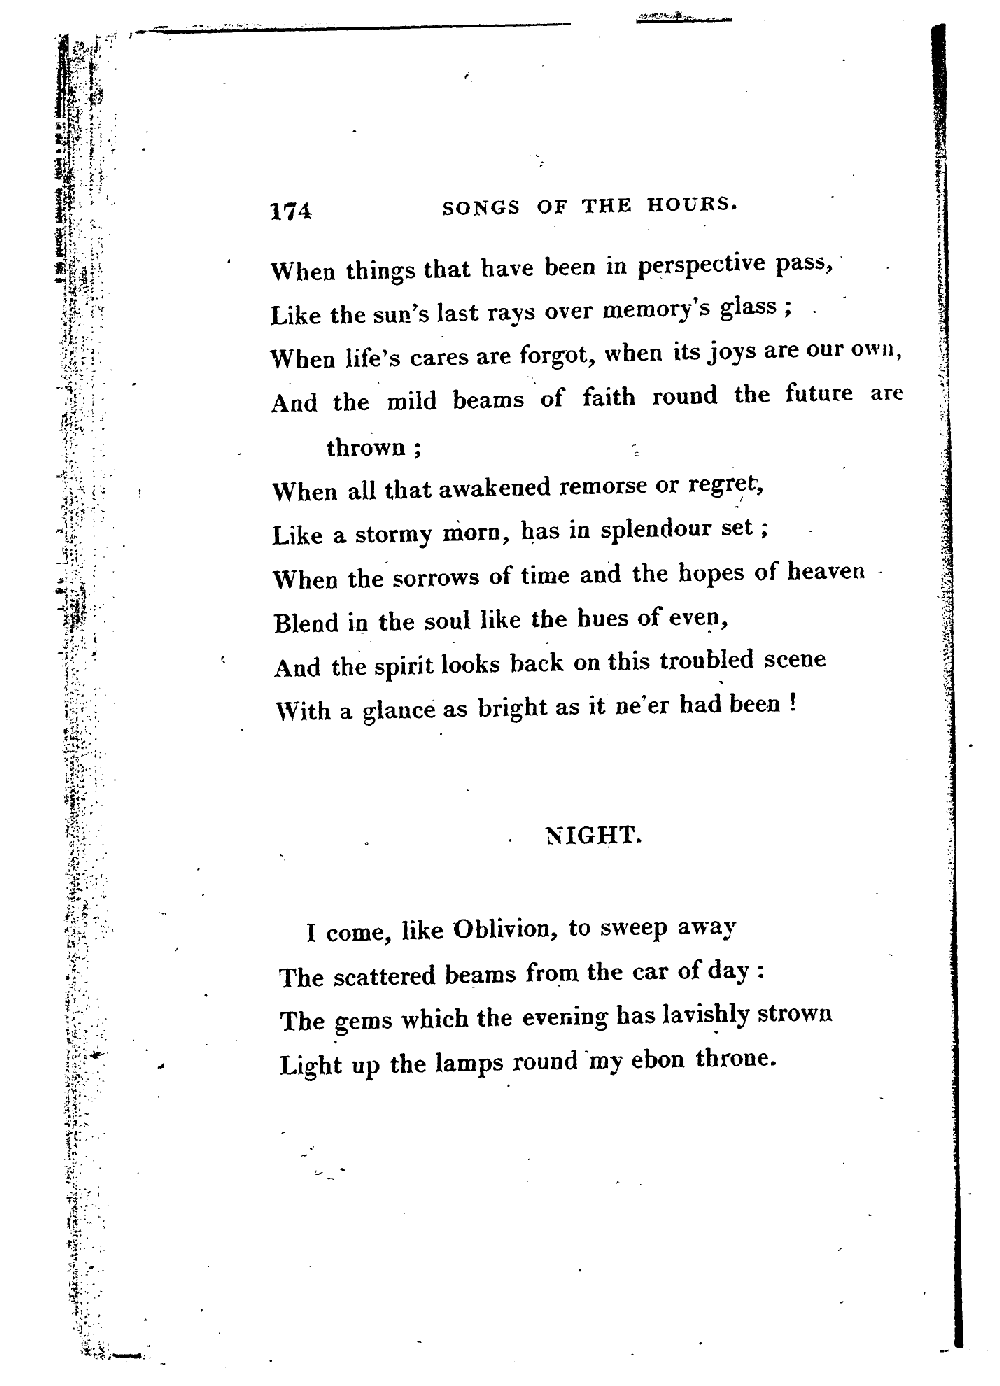 174 SONGS OF THE HOURS.
When things that have been in perspective pass,
Like the sun's last rays over memory's glass ;
When life's cares are forgot, when its joys are our own,
And the mild beams of faith round the future are
thrown ;
When all that awakened remorse or regret,
Like a stormy morn, has in splendour set ;
When the sorrows of time and the hopes of heaven
Blend in the soul like the hues of even,
And the spirit looks back on this troubled scene
With a glance as bright as it ne'er had been !
NIGHT.
I come, like Oblivion, to sweep away
The scattered beams from the car of day :
The gems which the evening has lavishly strown
Light up the lamps round my ebon throne.